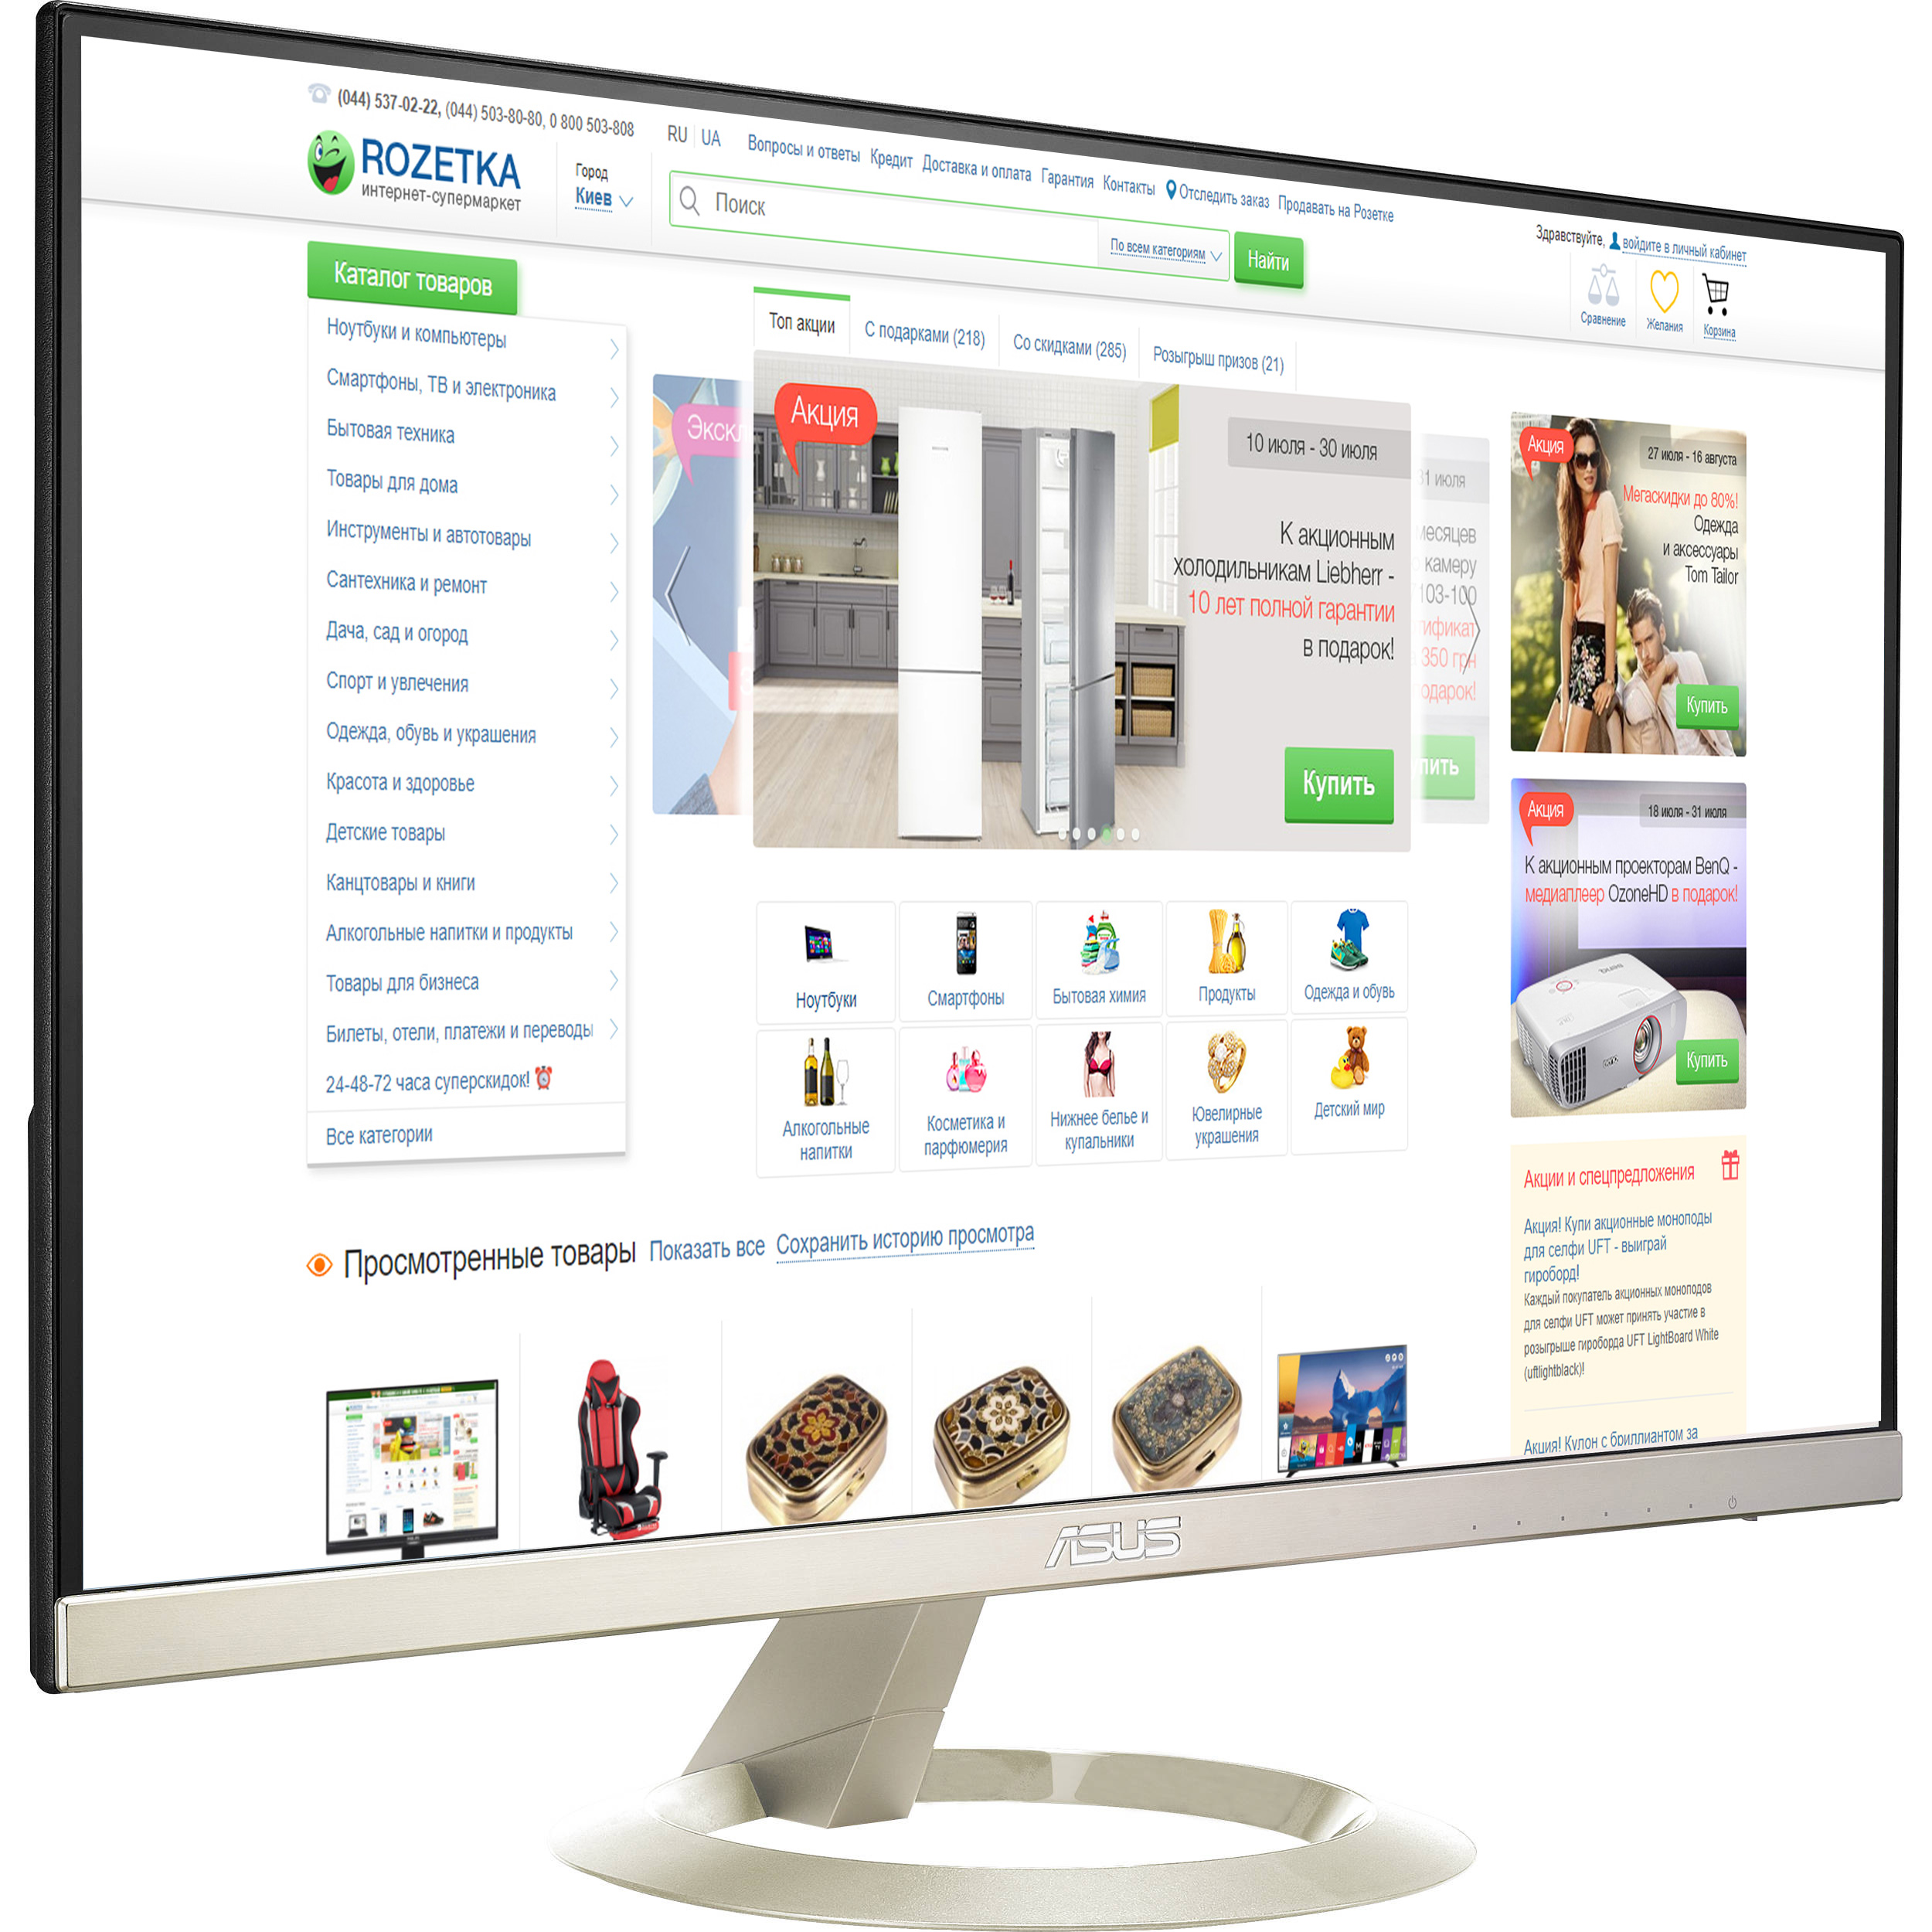 (044) 537-02-22, (044) 503-80-80, 0 800 503-808
RU UA Вопросы и ответы Кредит Доставка и оплата Гарантия Контакты Отследить заказ Продавать на Розетке
ROZETKA
интернет-супермаркет
Город
Киев
Поиск
По всем категориям
Найти
Здравствуйте, войдите в личный кабинет
Сравнение
Желания
Корзина
Каталог товаров
Ноутбуки и компьютеры
Смартфоны, ТВ и электроника
Бытовая техника
Товары для дома
Инструменты и автотовары
Сантехника и ремонт
Дача, сад и огород
Спорт и увлечения
Одежда, обувь и украшения
Красота и здоровье
Детские товары
Канцтовары и книги
Алкогольные напитки и продукты
Товары для бизнеса
Билеты, отели, платежи и переводы
24-48-72 часа суперскидок!
Все категории
Топ акции
С подарками (218)
Со скидками (285)
Розыгрыш призов (21)
Экскл
Акция
10 июля - 30 июля
К акционным
холодильникам Liebherr -
10 лет полной гарантии
в подарок!
Купить
31 июля
месяцев
камеру
103-100
тификат
350 грн
одарок!
пить
Акция
27 июля - 16 августа
Мегаскидки до 80%!
Одежда
и аксессуары
Tom Tailor
Купить
Акция
18 июля - 31 июля
К акционным проекторам BenQ -
медиаплеер OzoneHD в подарок!
BenQ
Купить
Ноутбуки
Смартфоны
Бытовая химия
Продукты
Одежда и обувь
Алкогольные
напитки
Косметика и
парфюмерия
Нижнее белье и
купальники
Ювелирные
украшения
Детский мир
Акции и спецпредложения
Акция! Купи акционные моноподы
для селфи UFT - выиграй
гироборд!
Каждый покупатель акционных моноподов
для селфи UFT может принять участие в
розыгрыше гироборда UFT LightBoard White
(uftlightblack)!
Акция! Кулон с бриллиантом за
Просмотренные товары Показать все Сохранить историю просмотра
ASUS